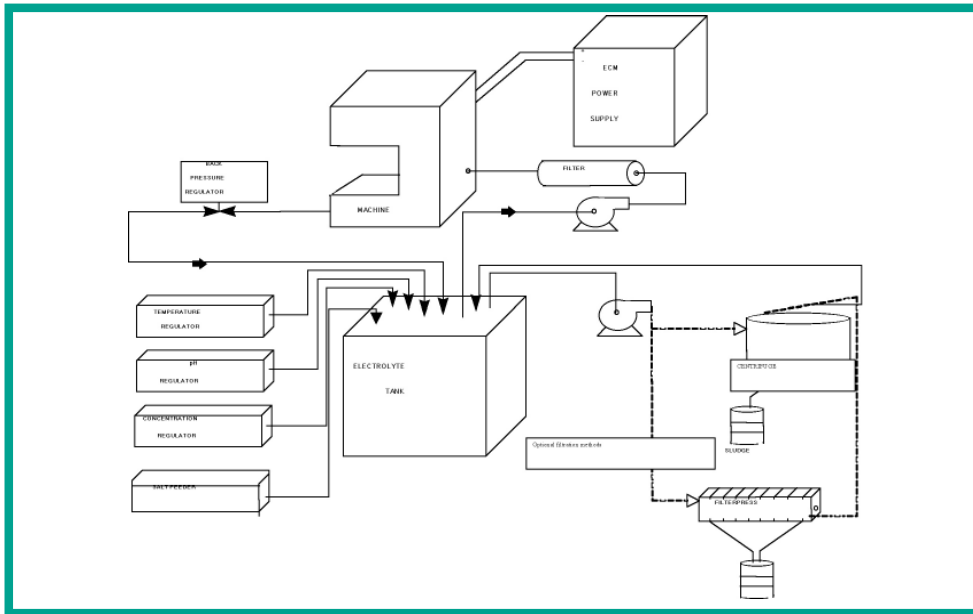 ECM
POWER
SUPPLY
BACK
PRESSURE
REGULATOR
FILTER
MACHINE
TEMPERATURE
REGULATOR
pH
REGULATOR
CONCENTRATION
REGULATOR
SALT FEEDER
ELECTROLYTE
TANK
CENTRIFUGE
Optional filtration methods
SLUDGE
FILTERPRESS